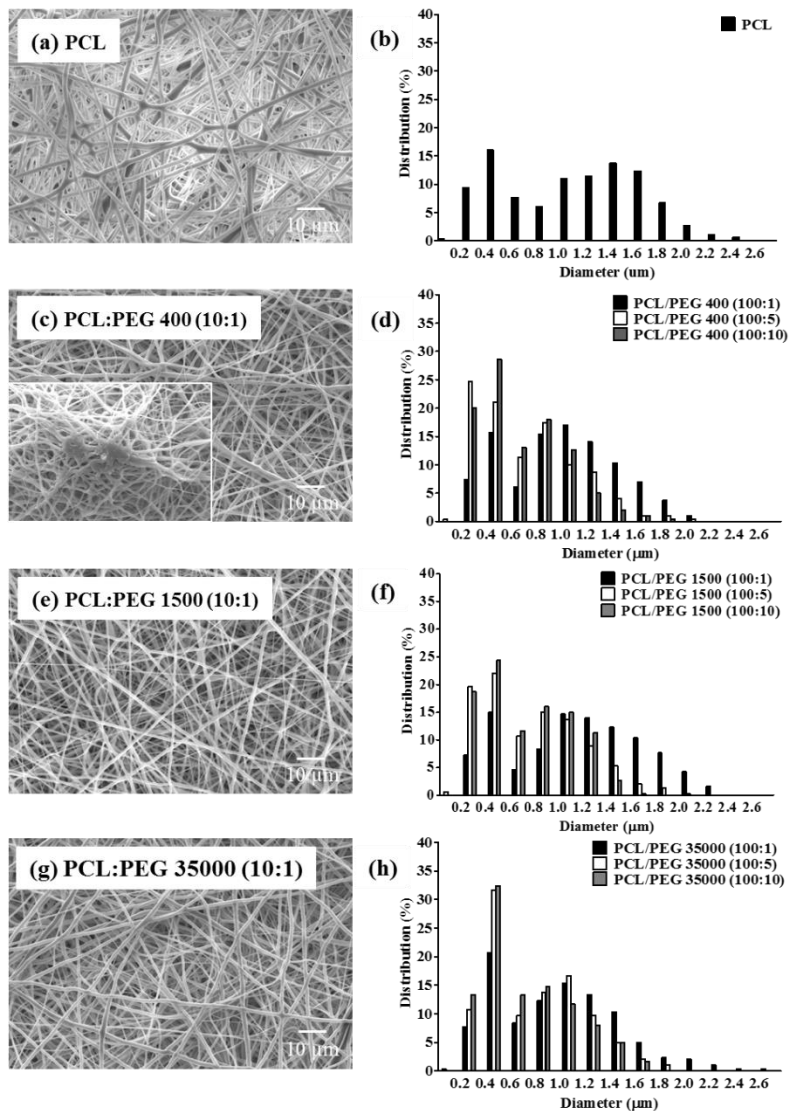 (a) PCL
10 μm
(b)
PCL
Distribution (%)
40
35
30
25
20
15
10
5
0
0.2 0.4 0.6 0.8 1.0 1.2 1.4 1.6 1.8 2.0 2.2 2.4 2.6
Diameter (um)
(c) PCL:PEG 400 (10:1)
10 μm
(d)
PCL/PEG 400 (100:1)
PCL/PEG 400 (100:5)
PCL/PEG 400 (100:10)
Distribution (%)
40
35
30
25
20
15
10
5
0
0.2 0.4 0.6 0.8 1.0 1.2 1.4 1.6 1.8 2.0 2.2 2.4 2.6
Diameter (μm)
(e) PCL:PEG 1500 (10:1)
10 μm
(f)
PCL/PEG 1500 (100:1)
PCL/PEG 1500 (100:5)
PCL/PEG 1500 (100:10)
Distribution (%)
40
35
30
25
20
15
10
5
0
0.2 0.4 0.6 0.8 1.0 1.2 1.4 1.6 1.8 2.0 2.2 2.4 2.6
Diameter (μm)
(g) PCL:PEG 35000 (10:1)
10 μm
(h)
PCL/PEG 35000 (100:1)
PCL/PEG 35000 (100:5)
PCL/PEG 35000 (100:10)
Distribution (%)
40
35
30
25
20
15
10
5
0
0.2 0.4 0.6 0.8 1.0 1.2 1.4 1.6 1.8 2.0 2.2 2.4 2.6
Diameter (μm)